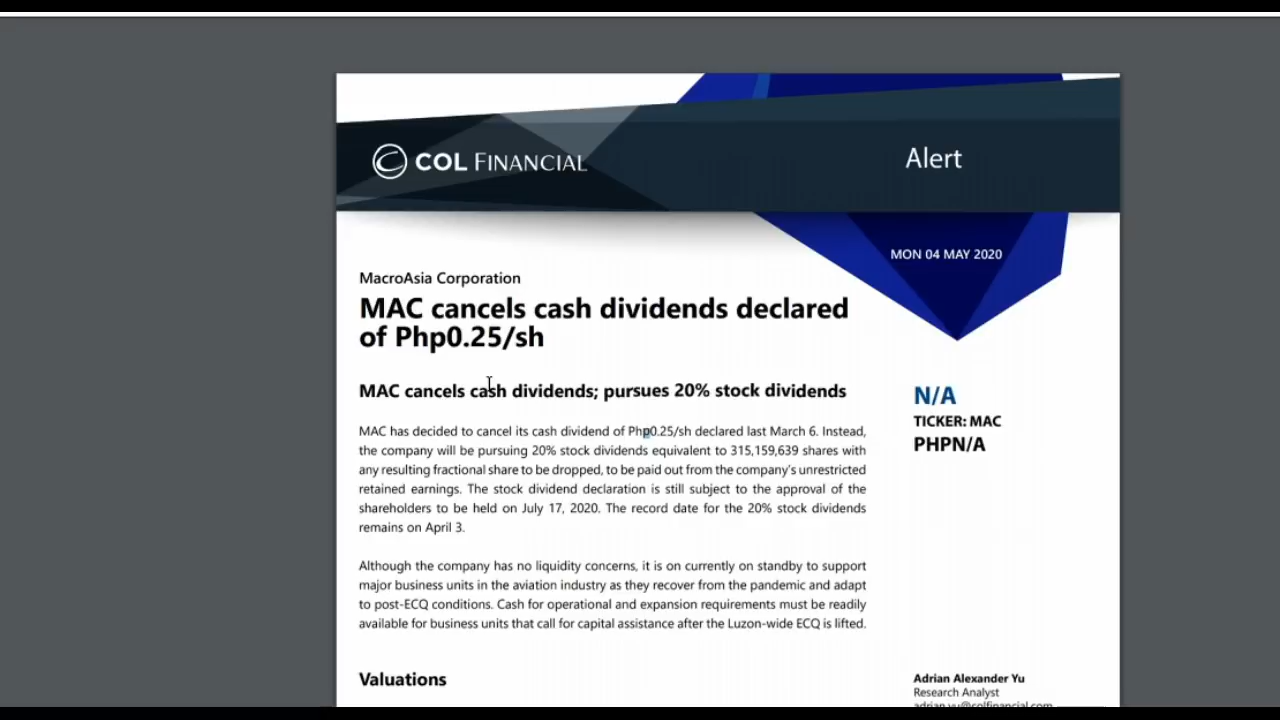 COL FINANCIAL
Alert
MON 04 MAY 2020
MacroAsia Corporation
MAC cancels cash dividends declared
of Php0.25/sh
MAC cancels cash dividends; pursues 20% stock dividends
MAC has decided to cancel its cash dividend of Php0.25/sh declared last March 6. Instead,
the company will be pursuing 20% stock dividends equivalent to 315,159,639 shares with
any resulting fractional share to be dropped, to be paid out from the company's unrestricted
retained earnings. The stock dividend declaration is still subject to the approval of the
shareholders to be held on July 17, 2020. The record date for the 20% stock dividends
remains on April 3.
Although the company has no liquidity concerns, it is on currently on standby to support
major business units in the aviation industry as they recover from the pandemic and adapt
to post-ECQ conditions. Cash for operational and expansion requirements must be readily
available for business units that call for capital assistance after the Luzon-wide ECQ is lifted.
Valuations
N/A
TICKER: MAC
PHPN/A
Adrian Alexander Yu
Research Analyst
adrian.yu@colfinancial.com